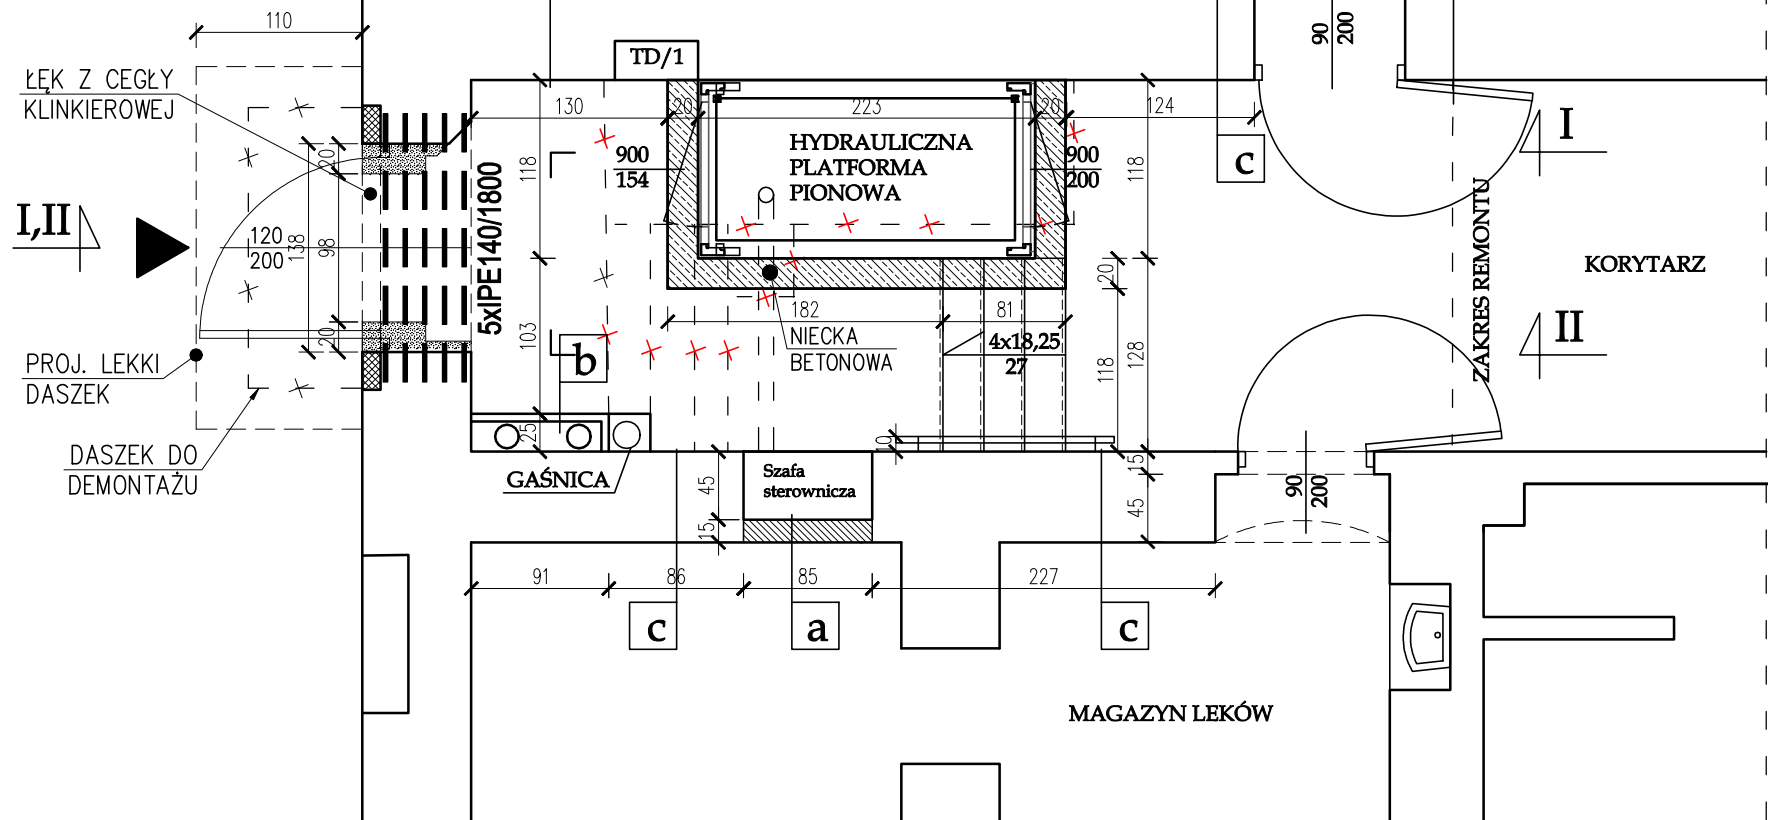 110
TD/1
90
200
ŁĘK Z CEGŁY
KLINKIEROWEJ
130
20
223
20
124
I
HYDRAULICZNA
PLATFORMA
PIONOWA
900
154
900
200
c
118
118
20
138
98
20
5xIPE140/1800
I,II
120
200
ZAKRES REMONTU
KORYTARZ
20
182
81
II
103
NIECKA
BETONOWA
4x18,25
27
118
128
b
PROJ. LEKKI
DASZEK
25
DASZEK DO
DEMONTAŻU
GAŚNICA
Szafa
sterownicza
45
15
15
45
90
200
91
86
85
227
c
a
c
MAGAZYN LEKÓW